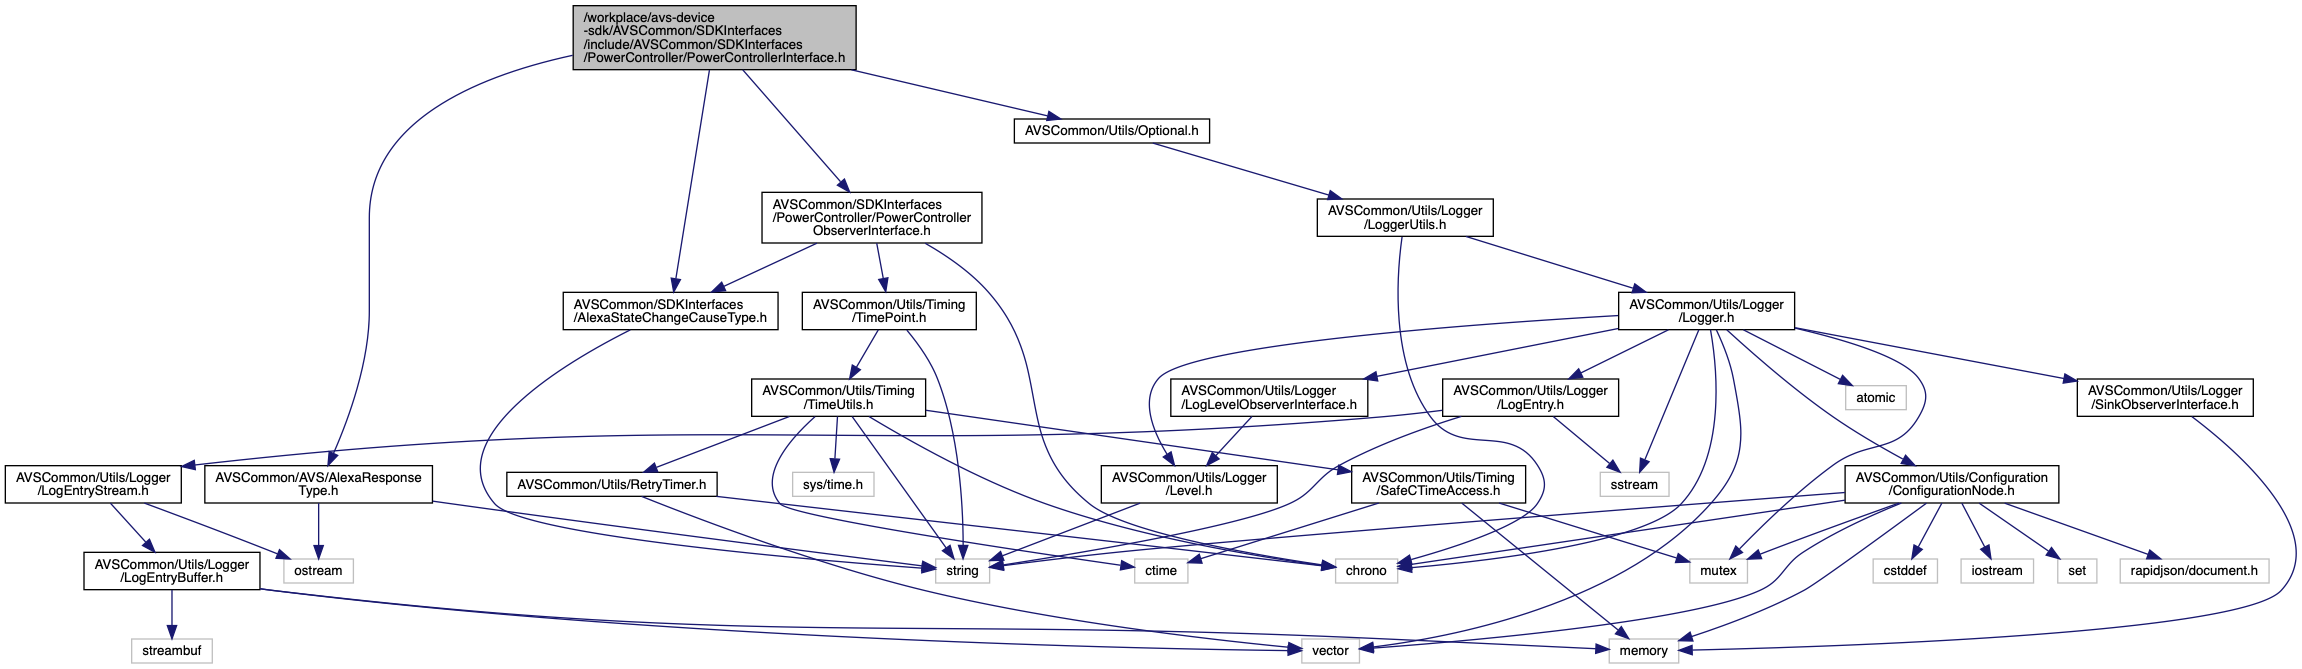 /workplace/avs-device
-sdk/AVSCommon/SDKInterfaces
/include/AVSCommon/SDKInterfaces
/PowerController/PowerControllerInterface.h
AVSCommon/Utils/Optional.h
AVSCommon/SDKInterfaces
/PowerController/PowerController
ObserverInterface.h
AVSCommon/Utils/Logger
/LoggerUtils.h
AVSCommon/SDKInterfaces
/AlexaStateChangeCauseType.h
AVSCommon/Utils/Timing
/TimePoint.h
AVSCommon/Utils/Logger
/Logger.h
AVSCommon/Utils/Timing
/TimeUtils.h
AVSCommon/Utils/Logger
/LogLevelObserverInterface.h
AVSCommon/Utils/Logger
/LogEntry.h
atomic
AVSCommon/Utils/Logger
/SinkObserverInterface.h
AVSCommon/Utils/Logger
/LogEntryStream.h
AVSCommon/AVS/AlexaResponse
Type.h
AVSCommon/Utils/RetryTimer.h
sys/time.h
AVSCommon/Utils/Logger
/Level.h
AVSCommon/Utils/Timing
/SafeCTimeAccess.h
sstream
AVSCommon/Utils/Configuration
/ConfigurationNode.h
AVSCommon/Utils/Logger
/LogEntryBuffer.h
ostream
string
ctime
chrono
mutex
cstddef
iostream
set
rapidjson/document.h
streambuf
vector
memory